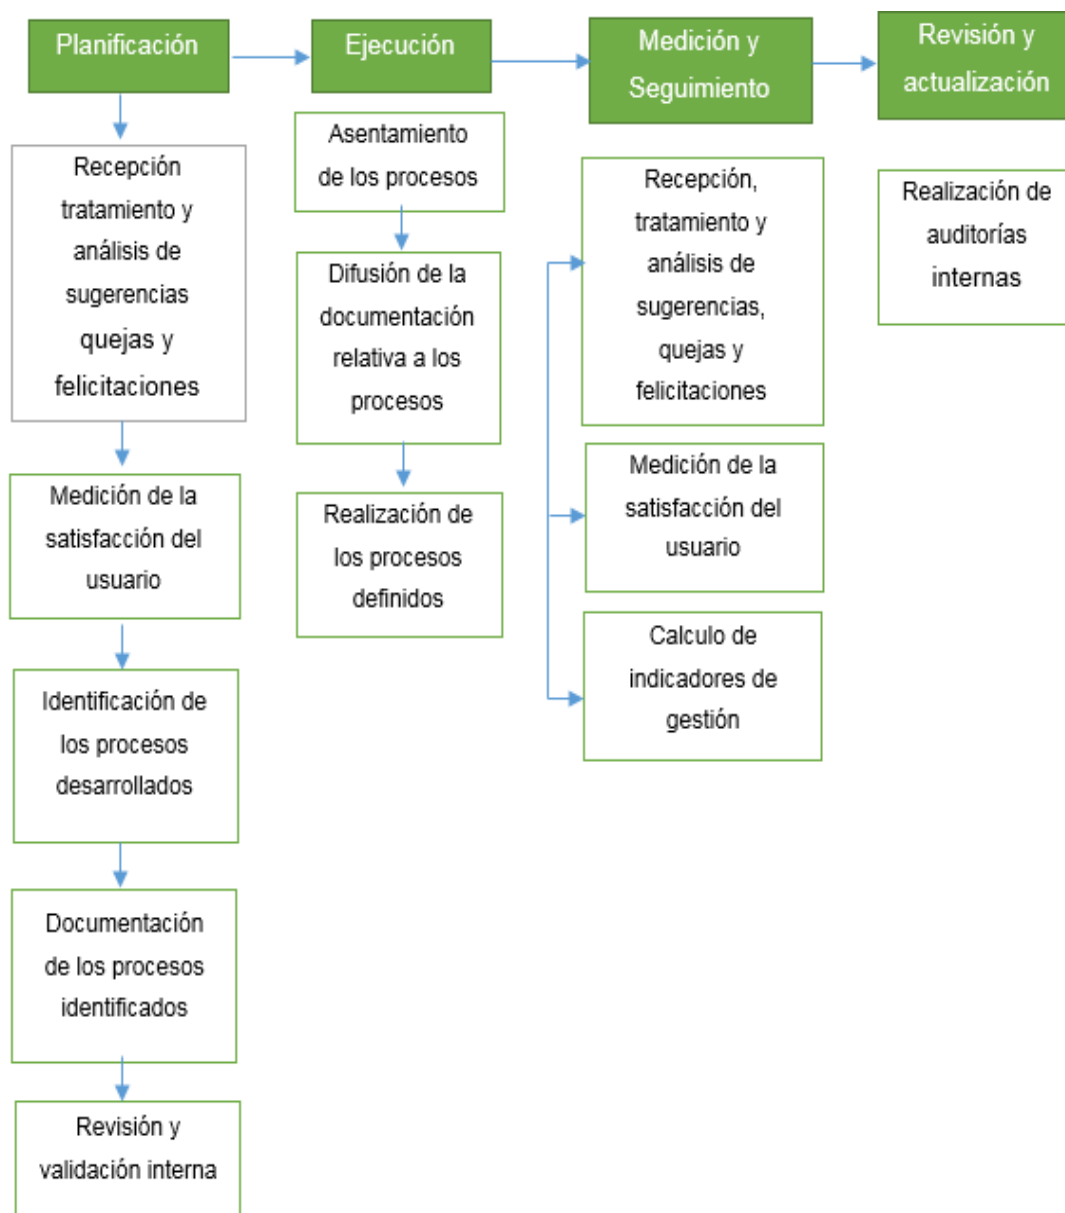 Planificación
Recepción
tratamiento y
análisis de
sugerencias
quejas y
felicitaciones
Medición de la
satisfacción del
usuario
Identificación de
los procesos
desarrollados
Documentación
de los procesos
identificados
Revisión y
validación interna
Ejecución
Asentamiento
de los procesos
Difusión de la
documentación
relativa a los
procesos
Realización de
los procesos
definidos
Medición y
Seguimiento
Recepción,
tratamiento y
análisis de
sugerencias,
quejas y
felicitaciones
Medición de la
satisfacción del
usuario
Calculo de
indicadores de
gestión
Revisión y
actualización
Realización de
auditorías
internas